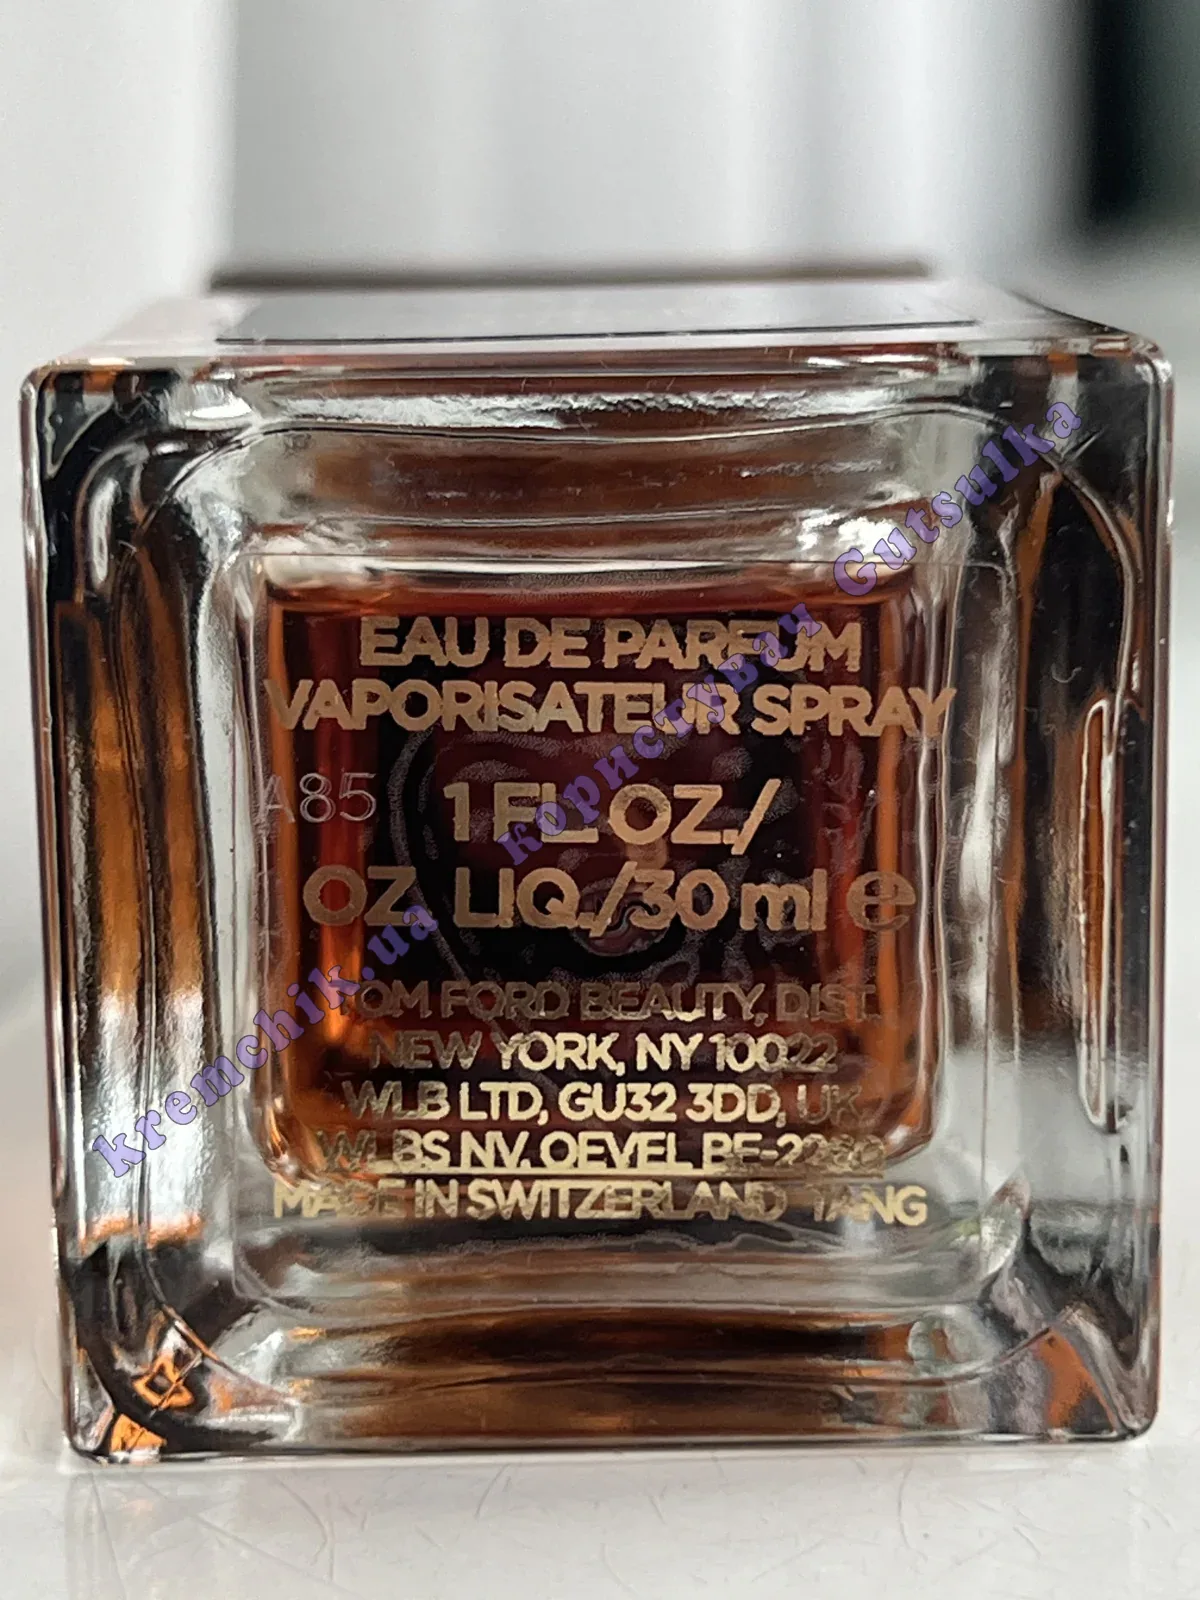 EAU DE PARFUM
VAPORISATEUR SPRAY
A85
1 FL OZ./
OZ LIQ./30 ml e
TOM FORD BEAUTY, DIST.
NEW YORK, NY 10022
WLB LTD, GU32 3DD, UK
WLBS NV, OEVEL BE-2260
MADE IN SWITZERLAND
kremchik.ua користувач Gutsulka